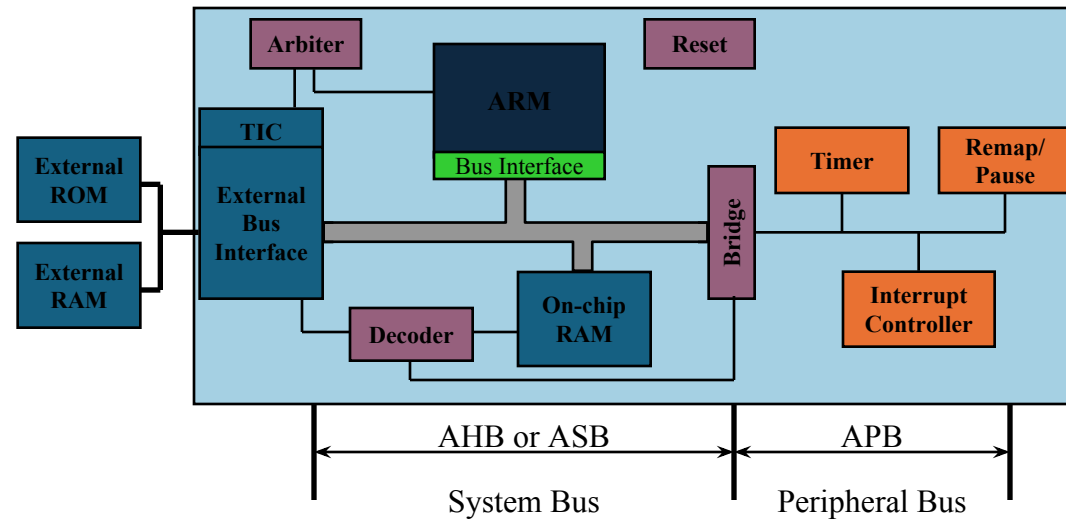 Arbiter
Reset
ARM
TIC
Bus Interface
External
ROM
External
Bus
Interface
Timer
Remap/
Pause
Bridge
External
RAM
On-chip
RAM
Decoder
Interrupt
Controller
AHB or ASB
APB
System Bus
Peripheral Bus